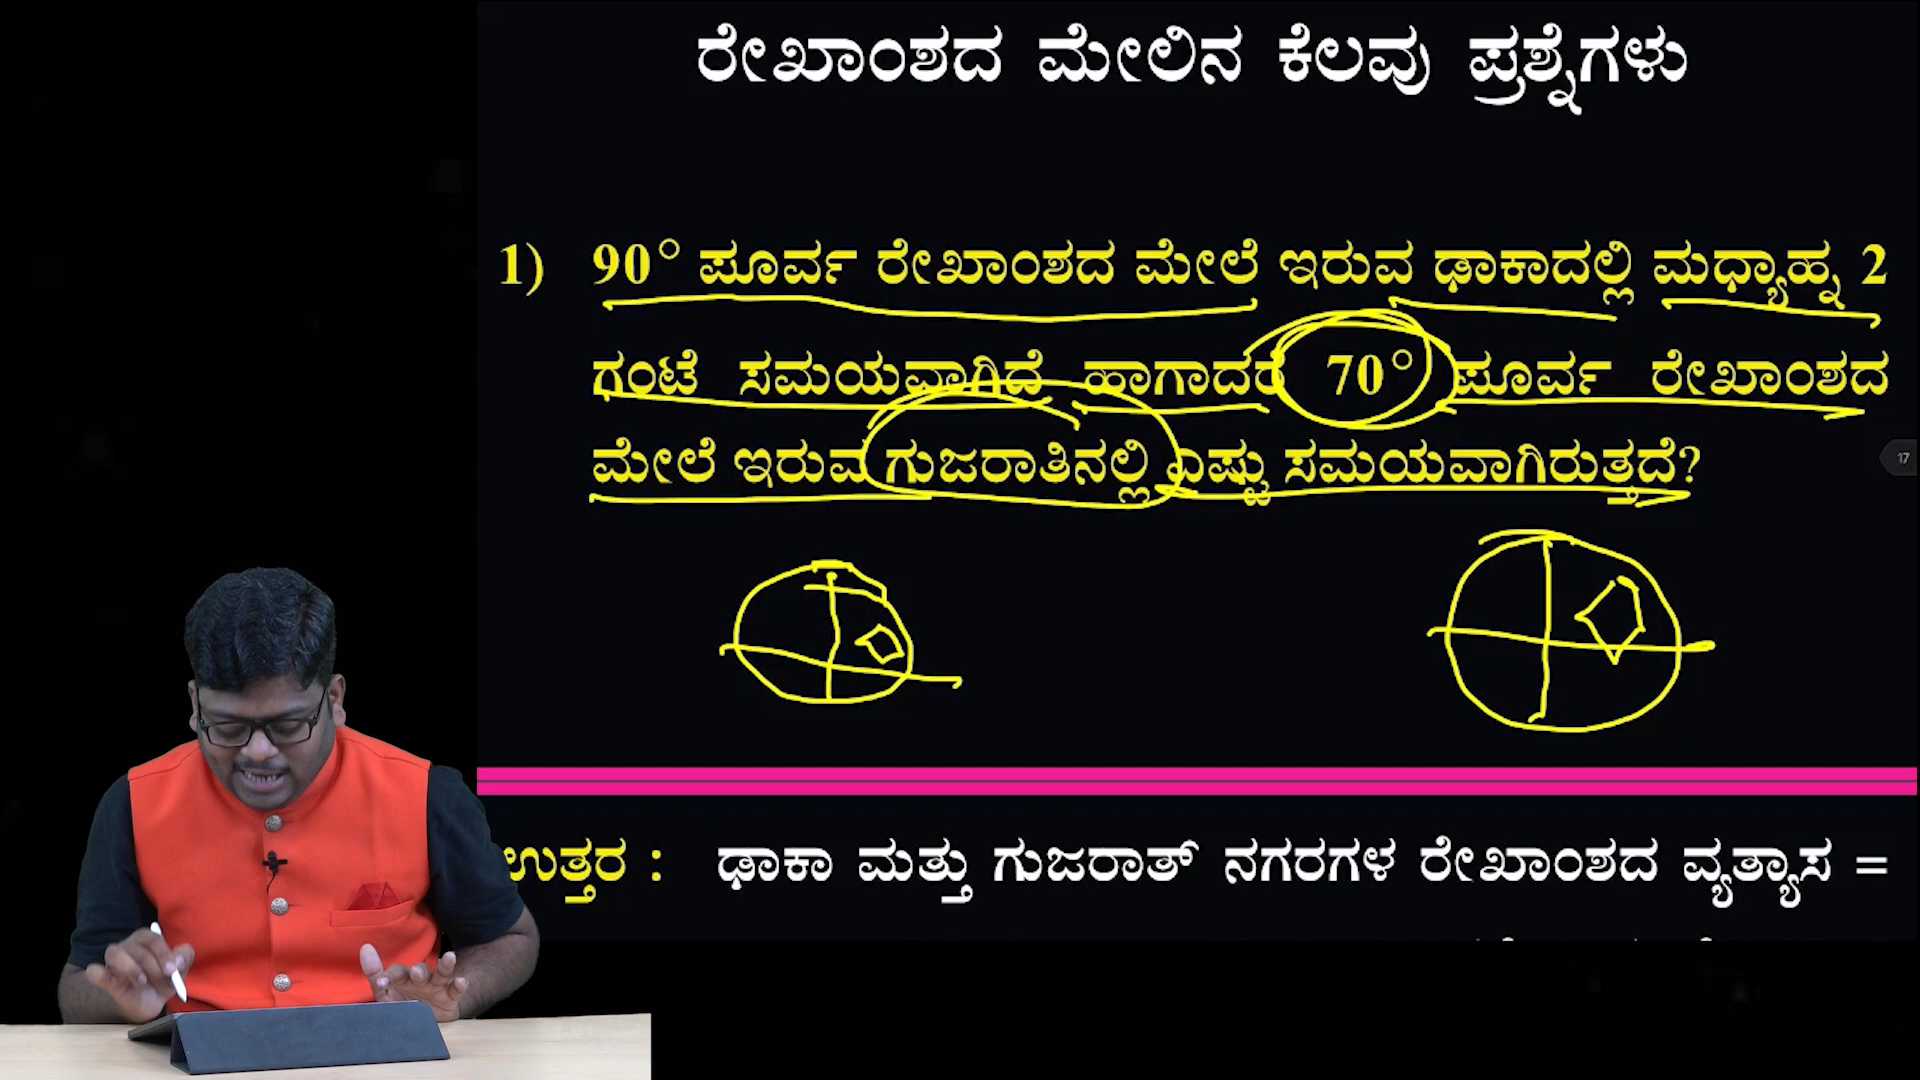 ರೇಖಾಂಶದ ಮೇಲಿನ ಕೆಲವು ಪ್ರಶ್ನೆಗಳು
1) 90° ಪೂರ್ವ ರೇಖಾಂಶದ ಮೇಲೆ ಇರುವ ಢಾಕಾದಲ್ಲಿ ಮಧ್ಯಾಹ್ನ 2
ಗಂಟೆ ಸಮಯವಾಗಿದೆ ಹಾಗಾದರೆ 70° ಪೂರ್ವ ರೇಖಾಂಶದ
ಮೇಲೆ ಇರುವ ಗುಜರಾತಿನಲ್ಲಿ ಎಷ್ಟು ಸಮಯವಾಗಿರುತ್ತದೆ?
17
ಉತ್ತರ : ಢಾಕಾ ಮತ್ತು ಗುಜರಾತ್ ನಗರಗಳ ರೇಖಾಂಶದ ವ್ಯತ್ಯಾಸ =